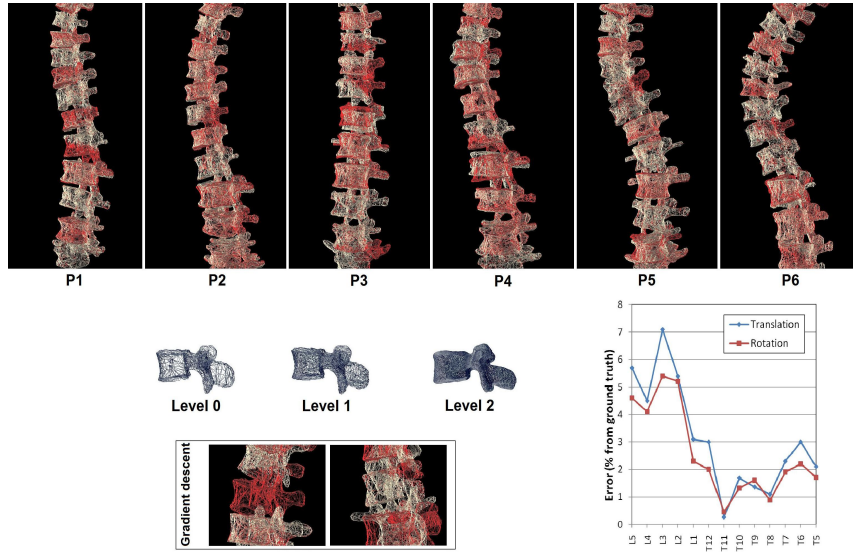 P1
P2
P3
P4
P5
P6
Level 0
Level 1
Level 2
Gradient descent
Error (% from ground truth)
8
7
6
5
4
3
2
1
0
Translation
Rotation
L5
L4
L3
L2
L1
T12
T11
T10
T9
T8
T7
T6
T5